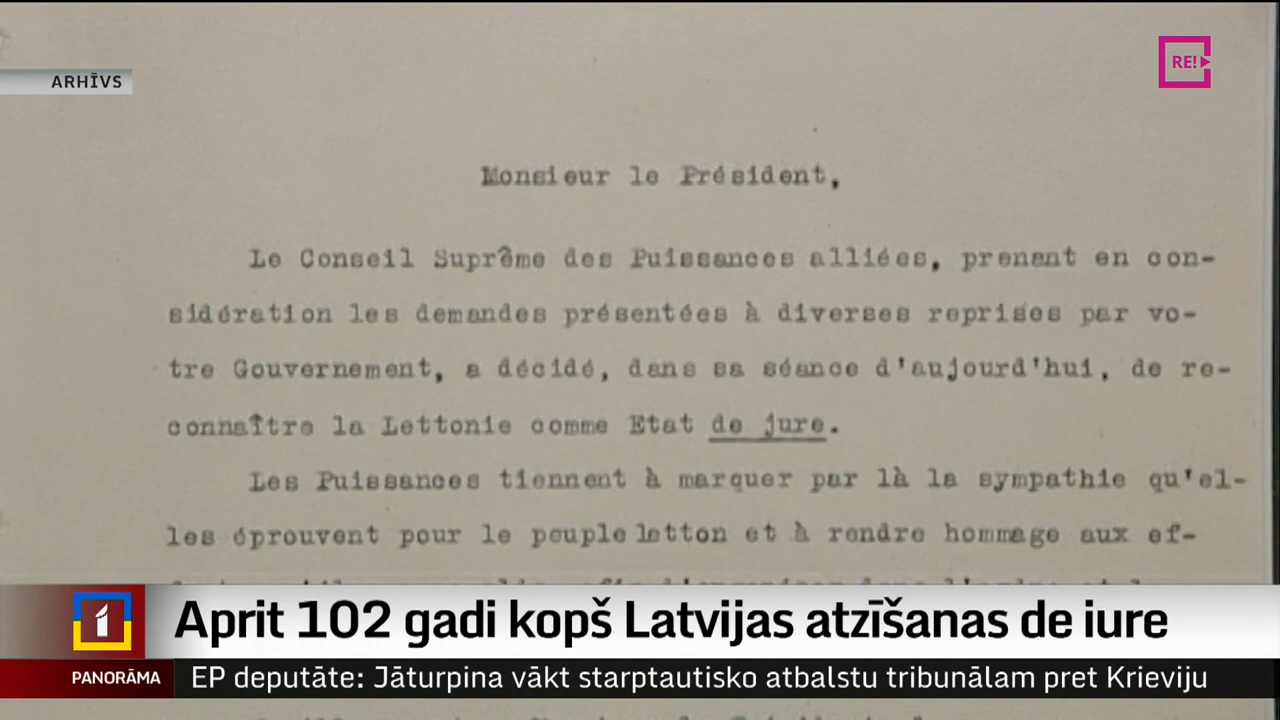 RE!
ARHĪVS
Monsieur le Président,
Le Conseil Suprême des Puissances alliées, prenant en con-
sidération les demandes présentées à diverses reprises par vo-
tre Gouvernement, a décidé, dans sa séance d'aujourd'hui, de re-
connaître la Lettonie comme Etat de jure.
Les Puissances tiennent à marquer par là la sympathie qu'el-
les éprouvent pour le peuple letton et à rendre hommage aux ef-
1 Aprit 102 gadi kopš Latvijas atzīšanas de iure
PANORĀMA EP deputāte: Jāturpina vākt starptautisko atbalstu tribunālam pret Krieviju